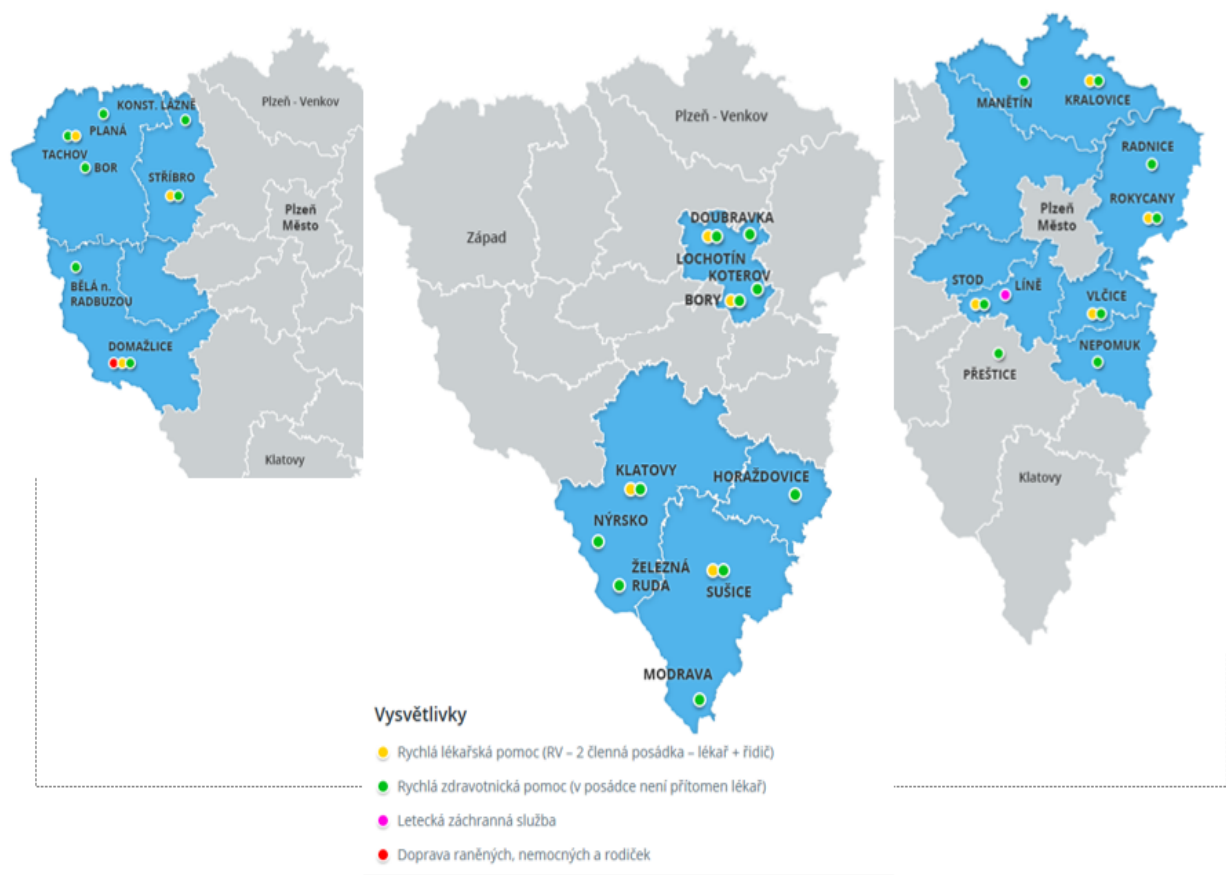 Plzeň - Venkov
KONST. LÁZNĚ
PLANÁ
TACHOV
BOR
STŘÍBRO
Plzeň
Město
BĚLÁ n.
RADBUZOU
DOMAŽLICE
Klatovy
Plzeň - Venkov
Západ
DOUBRAVKA
LOCHOTÍN
KOTEROV
BORY
KLATOVY
HORAŽDOVICE
NÝRSKO
ŽELEZNÁ
RUDA
SUŠICE
MODRAVA
MANĚTÍN
KRALOVICE
RADNICE
ROKYCANY
Plzeň
Město
STOD
LÍNĚ
VLČICE
NEPOMUK
PŘEŠTICE
Klatovy
Vysvětlivky
Rychlá lékařská pomoc (RV – 2 členná posádka – lékař + řidič)
Rychlá zdravotnická pomoc (v posádce není přítomen lékař)
Letecká záchranná služba
Doprava raněných, nemocných a rodiček